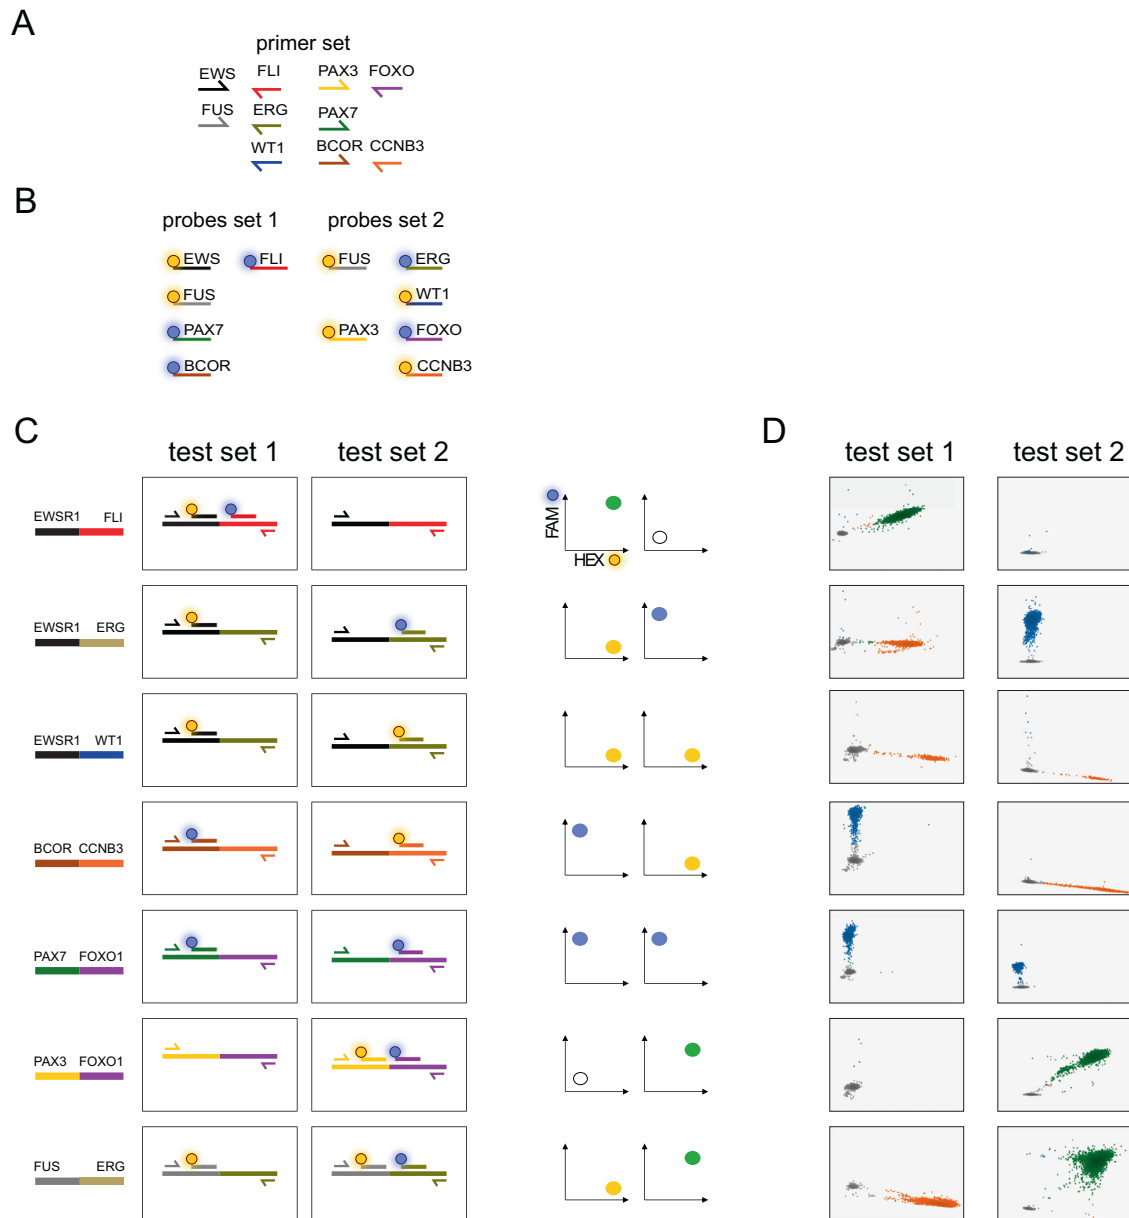 A
primer set
EWS FLI PAX3 FOXO
FUS ERG PAX7
WT1 BCOR CCNB3
B
probes set 1 probes set 2
EWS FLI FUS ERG
FUS WT1
PAX7 PAX3 FOXO
BCOR CCNB3
C D
test set 1 test set 2 test set 1 test set 2
EWSR1 FLI
FAM
HEX
EWSR1 ERG
EWSR1 WT1
BCOR CCNB3
PAX7 FOXO1
PAX3 FOXO1
FUS ERG